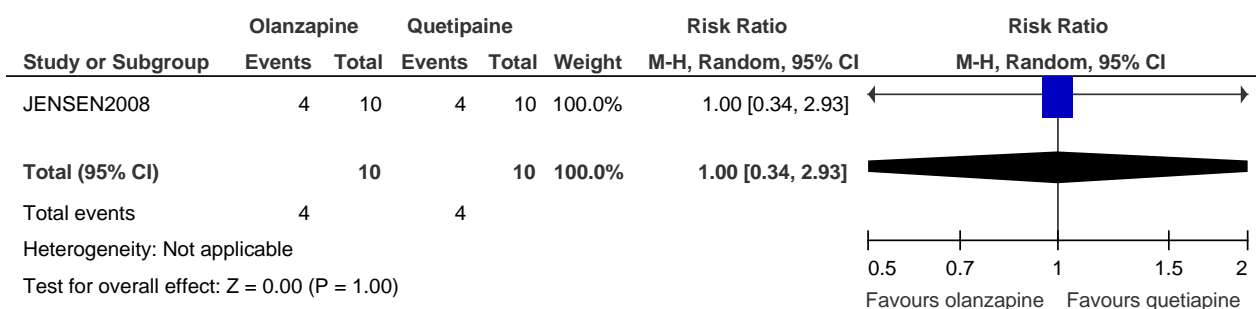 Olanzapine Quetipaine Risk Ratio Risk Ratio
Study or Subgroup Events Total Events Total Weight M-H, Random, 95% CI M-H, Random, 95% CI
JENSEN2008 4 10 4 10 100.0% 1.00 [0.34, 2.93]
Total (95% CI) 10 10 100.0% 1.00 [0.34, 2.93]
Total events 4 4
Heterogeneity: Not applicable
Test for overall effect: Z = 0.00 (P = 1.00)
0.5 0.7 1 1.5 2
Favours olanzapine Favours quetiapine